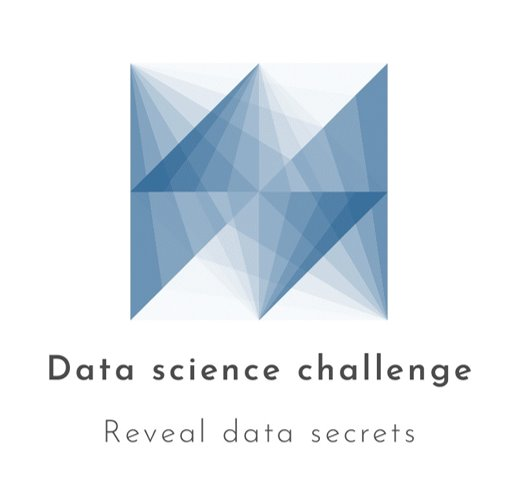 Data science challenge
Reveal data secrets